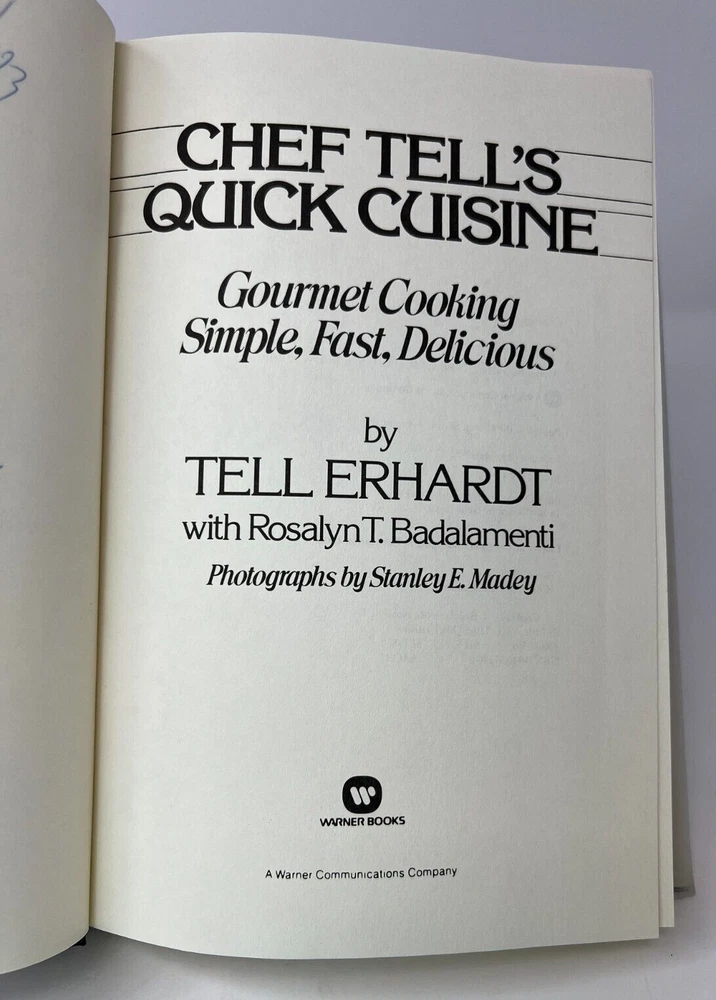 CHEF TELL'S
QUICK CUISINE
Gourmet Cooking
Simple, Fast, Delicious
by
TELL ERHARDT
with Rosalyn T. Badalamenti
Photographs by Stanley E. Madey
WARNER BOOKS
A Warner Communications Company